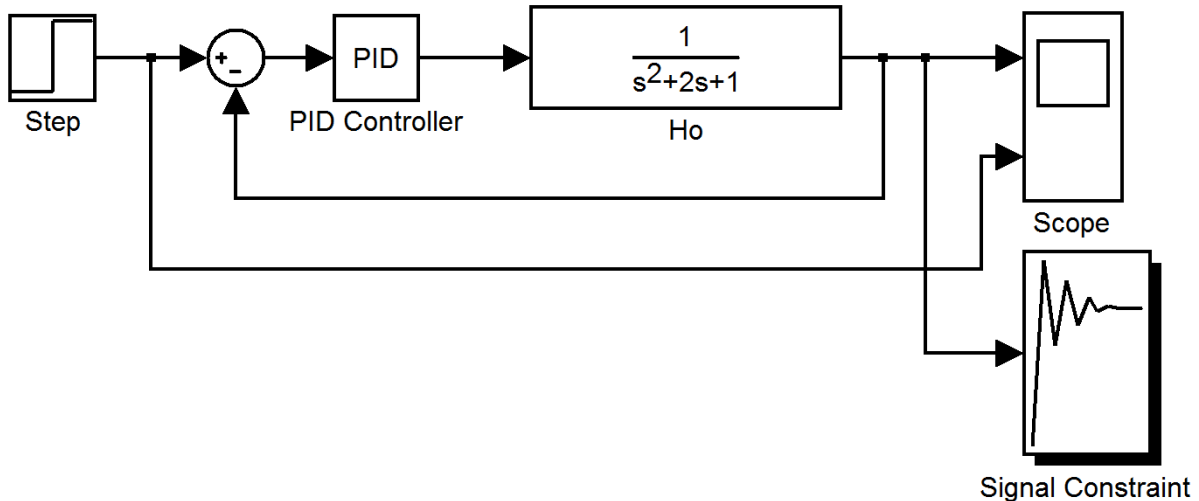 Step
+
−
PID
PID Controller
1
s²+2s+1
Ho
Scope
Signal Constraint